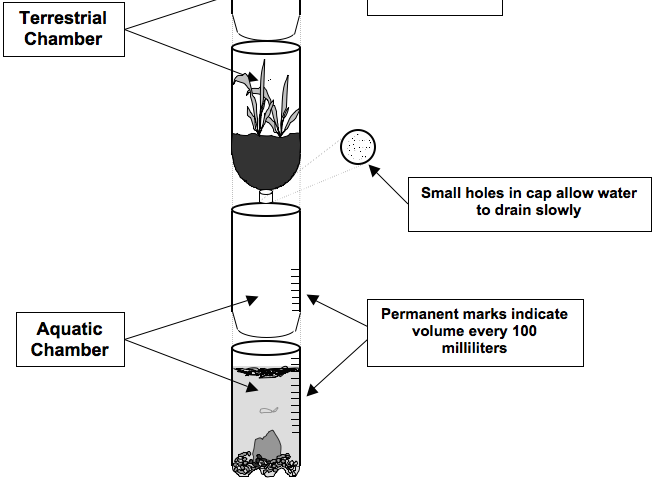 Terrestrial
Chamber
Small holes in cap allow water
to drain slowly
Permanent marks indicate
volume every 100
milliliters
Aquatic
Chamber